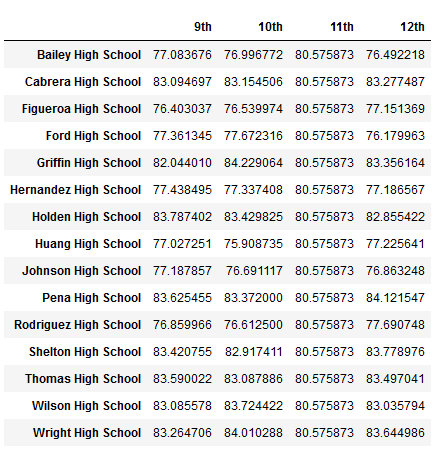 9th 10th 11th 12th
Bailey High School 77.083676 76.996772 80.575873 76.492218
Cabrera High School 83.094697 83.154506 80.575873 83.277487
Figueroa High School 76.403037 76.539974 80.575873 77.151369
Ford High School 77.361345 77.672316 80.575873 76.179963
Griffin High School 82.044010 84.229064 80.575873 83.356164
Hernandez High School 77.438495 77.337408 80.575873 77.186567
Holden High School 83.787402 83.429825 80.575873 82.855422
Huang High School 77.027251 75.908735 80.575873 77.225641
Johnson High School 77.187857 76.691117 80.575873 76.863248
Pena High School 83.625455 83.372000 80.575873 84.121547
Rodriguez High School 76.859966 76.612500 80.575873 77.690748
Shelton High School 83.420755 82.917411 80.575873 83.778976
Thomas High School 83.590022 83.087886 80.575873 83.497041
Wilson High School 83.085578 83.724422 80.575873 83.035794
Wright High School 83.264706 84.010288 80.575873 83.644986